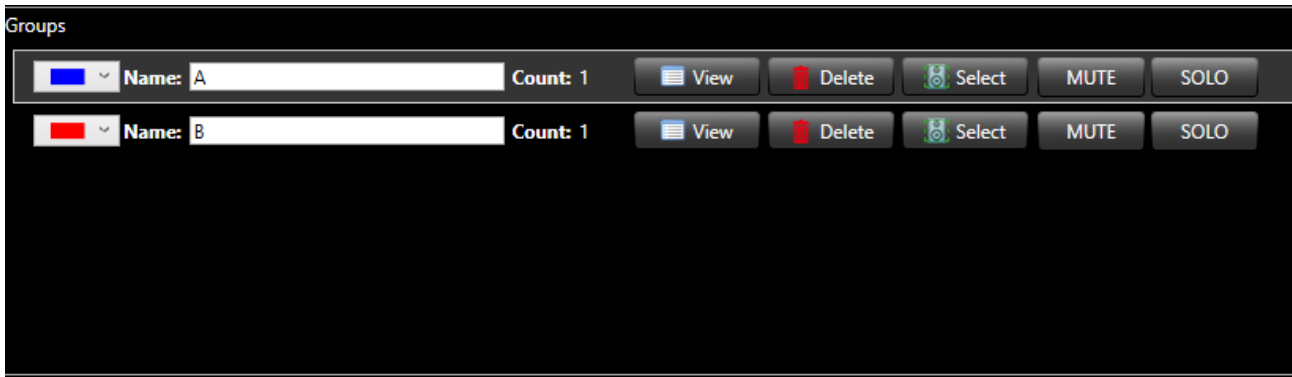 Groups
Name: A Count: 1 View Delete Select MUTE SOLO
Name: B Count: 1 View Delete Select MUTE SOLO